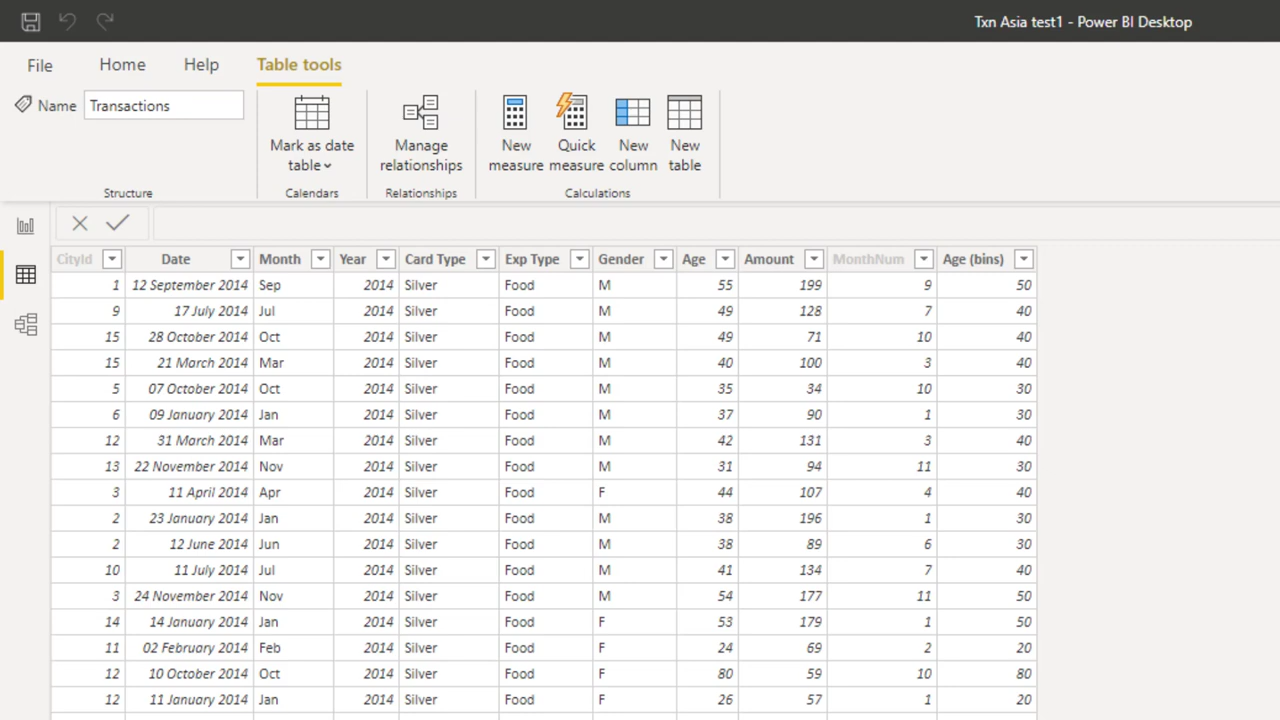 Txn Asia test1 - Power BI Desktop
File Home Help Table tools
Name Transactions
Mark as date table
Manage relationships
New measure
Quick measure
New column
New table
Structure Calendars Relationships Calculations
CityId Date Month Year Card Type Exp Type Gender Age Amount MonthNum Age (bins)
1 12 September 2014 Sep 2014 Silver Food M 55 199 9 50
9 17 July 2014 Jul 2014 Silver Food M 49 128 7 40
15 28 October 2014 Oct 2014 Silver Food M 49 71 10 40
15 21 March 2014 Mar 2014 Silver Food M 40 100 3 40
5 07 October 2014 Oct 2014 Silver Food M 35 34 10 30
6 09 January 2014 Jan 2014 Silver Food M 37 90 1 30
12 31 March 2014 Mar 2014 Silver Food M 42 131 3 40
13 22 November 2014 Nov 2014 Silver Food M 31 94 11 30
3 11 April 2014 Apr 2014 Silver Food F 44 107 4 40
2 23 January 2014 Jan 2014 Silver Food M 38 196 1 30
2 12 June 2014 Jun 2014 Silver Food M 38 89 6 30
10 11 July 2014 Jul 2014 Silver Food M 41 134 7 40
3 24 November 2014 Nov 2014 Silver Food M 54 177 11 50
14 14 January 2014 Jan 2014 Silver Food F 53 179 1 50
11 02 February 2014 Feb 2014 Silver Food F 24 69 2 20
12 10 October 2014 Oct 2014 Silver Food F 80 59 10 80
12 11 January 2014 Jan 2014 Silver Food F 26 57 1 20